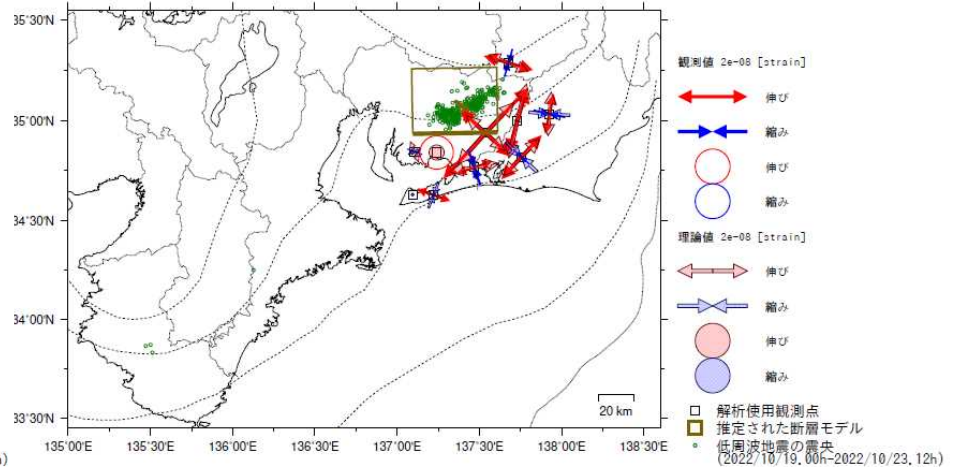 35°30'N
35°00'N
34°30'N
34°00'N
33°30'N
135°00'E
135°30'E
136°00'E
136°30'E
137°00'E
137°30'E
138°00'E
138°30'E
20 km
観測値 2e-08 [strain]
伸び
縮み
伸び
縮み
理論値 2e-08 [strain]
伸び
縮み
伸び
縮み
解析使用観測点
推定された断層モデル
低周波地震の震央
(2022/10/19.00h-2022/10/23.12h)